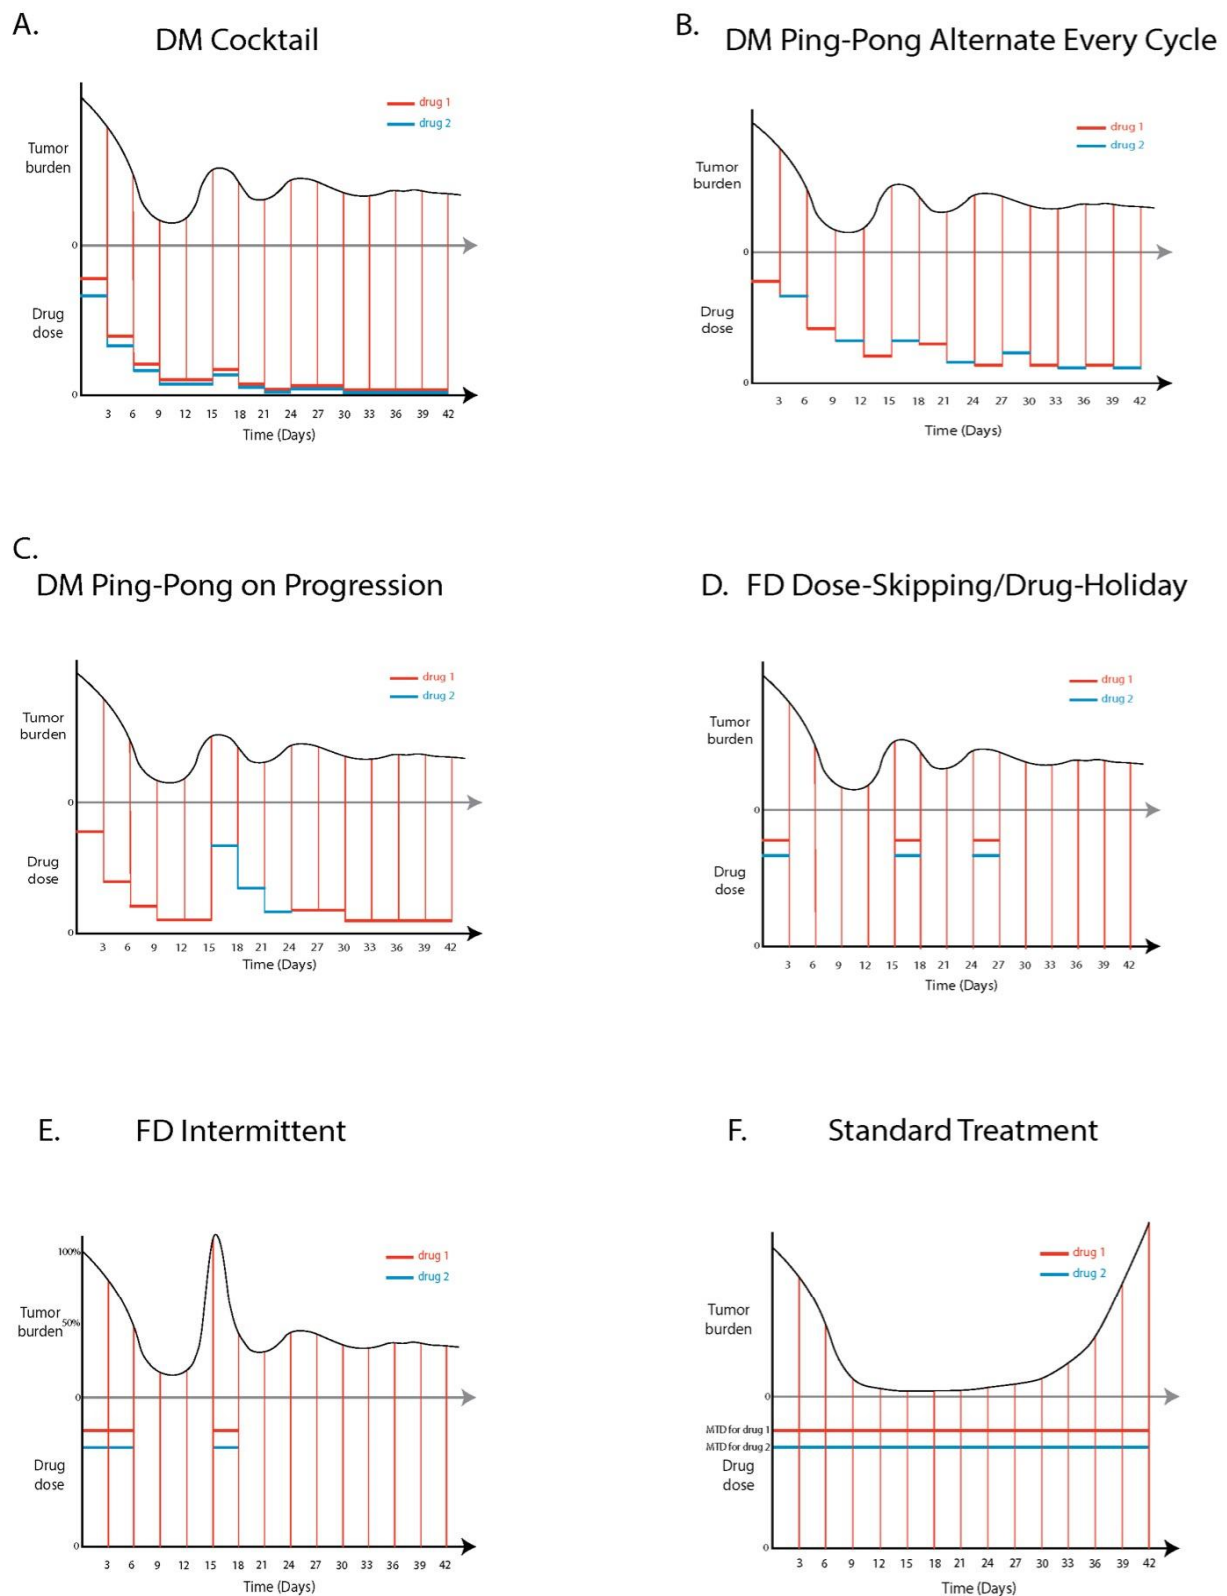 A.
DM Cocktail
drug 1
drug 2
Tumor
burden
0
Drug
dose
0
3 6 9 12 15 18 21 24 27 30 33 36 39 42
Time (Days)
B.
DM Ping-Pong Alternate Every Cycle
drug 1
drug 2
Tumor
burden
0
Drug
dose
0
3 6 9 12 15 18 21 24 27 30 33 36 39 42
Time (Days)
C.
DM Ping-Pong on Progression
drug 1
drug 2
Tumor
burden
0
Drug
dose
0
3 6 9 12 15 18 21 24 27 30 33 36 39 42
Time (Days)
D. FD Dose-Skipping/Drug-Holiday
drug 1
drug 2
Tumor
burden
0
Drug
dose
0
3 6 9 12 15 18 21 24 27 30 33 36 39 42
Time (Days)
E. FD Intermittent
100%
drug 1
drug 2
Tumor
burden
50%
0
Drug
dose
0
3 6 9 12 15 18 21 24 27 30 33 36 39 42
Time (Days)
F. Standard Treatment
drug 1
drug 2
Tumor
burden
0
MTD for drug 1
MTD for drug 2
Drug
dose
0
3 6 9 12 15 18 21 24 27 30 33 36 39 42
Time (Days)